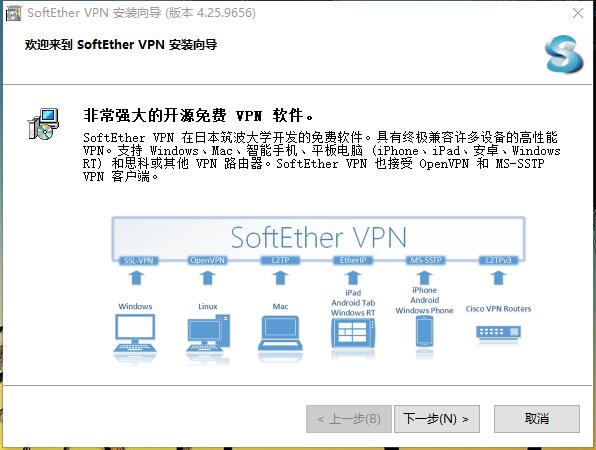 SoftEther VPN 安装向导 (版本 4.25.9656)
欢迎来到 SoftEther VPN 安装向导
S
非常强大的开源免费 VPN 软件。
SoftEther VPN 在日本筑波大学开发的免费软件。具有终极兼容许多设备的高性能
VPN。支持 Windows、Mac、智能手机、平板电脑 (iPhone、iPad、安卓、Windows
RT) 和思科或其他 VPN 路由器。SoftEther VPN 也接受 OpenVPN 和 MS-SSTP
VPN 客户端。
SoftEther VPN
SSL-VPN OpenVPN L2TP EtherIP MS-SSTP L2TPv3
Windows
Linux
Mac
iPad
Android Tab
Windows RT
iPhone
Android
Windows Phone
Cisco VPN Routers
< 上一步(B) 下一步(N) > 取消